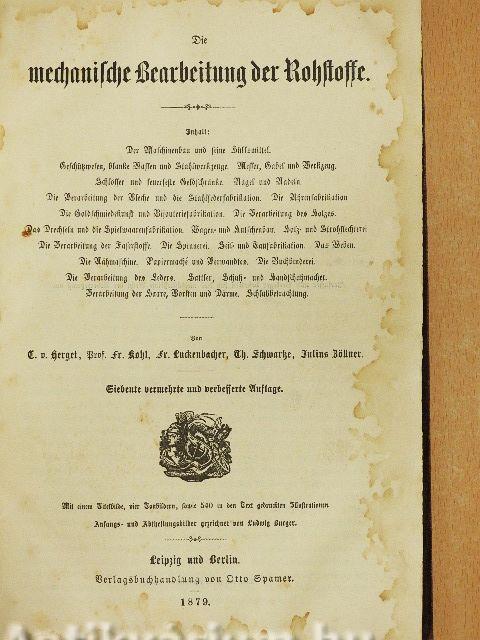 Die
mechanische Bearbeitung der Rohstoffe.
Inhalt:
Der Maschinenbau und seine Hülfsmittel.
Geschützwesen, blanke Waffen und Stahlwerkzeuge. Messer, Gabel und Werkzeug.
Schlosser und feuerfeste Geldschränke. Nägel und Nadeln.
Die Verarbeitung der Bleche und die Stahlfederfabrikation. Die Uhrenfabrikation
Die Goldschmiedekunst und Bijouteriefabrikation. Die Verarbeitung des Holzes.
Das Drechseln und die Spielwaarenfabrikation. Wagen- und Kutschenbau. Holz- und Strohflechterei
Die Verarbeitung der Faserstoffe. Die Spinnerei. Seil- und Taufabrikation. Das Weben.
Die Nähmaschine. Papiermaché und Verwandtes. Die Buchbinderei.
Die Verarbeitung des Leders. Sattler, Schuh- und Handschuhmacher.
Verarbeitung der Haare, Borsten und Därme. Schlußbetrachtung.
Von
C. v. Herget, Prof. Fr. Kohl, Fr. Luckenbacher, Th. Schwartze, Julius Zöllner.
Siebente vermehrte und verbesserte Auflage.
Mit einem Titelbilde, vier Tonbildern, sowie 540 in den Text gedruckten Illustrationen.
Anfangs- und Abtheilungsbilder gezeichnet von Ludwig Burger.
Leipzig und Berlin.
Verlagsbuchhandlung von Otto Spamer.
1879.
Antikvarium.hu